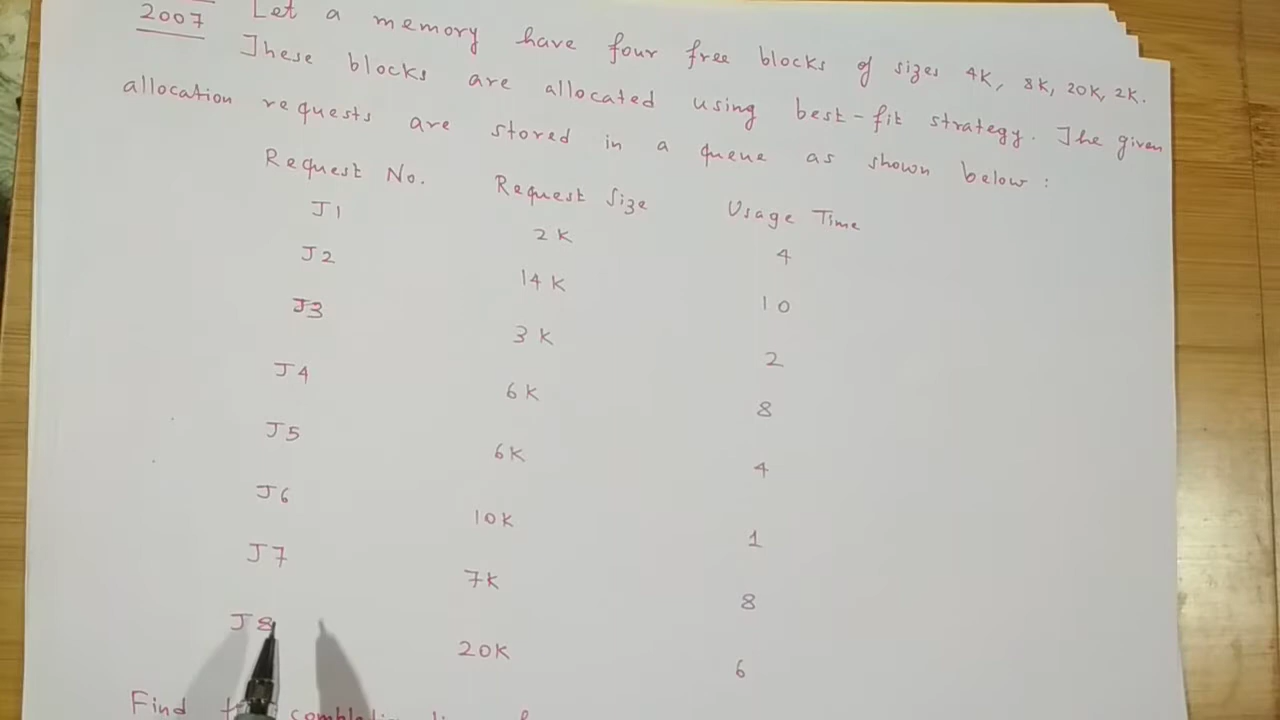 2007 Let a memory have four free blocks of sizes 4K, 8K, 20K, 2K.
These blocks are allocated using best-fit strategy. The given
allocation requests are stored in a queue as shown below:
Request No. Request Size Usage Time
J1 2K 4
J2 14K 10
J3 3K 2
J4 6K 8
J5 6K 4
J6 10K 1
J7 7K 8
J8 20K 6
Find